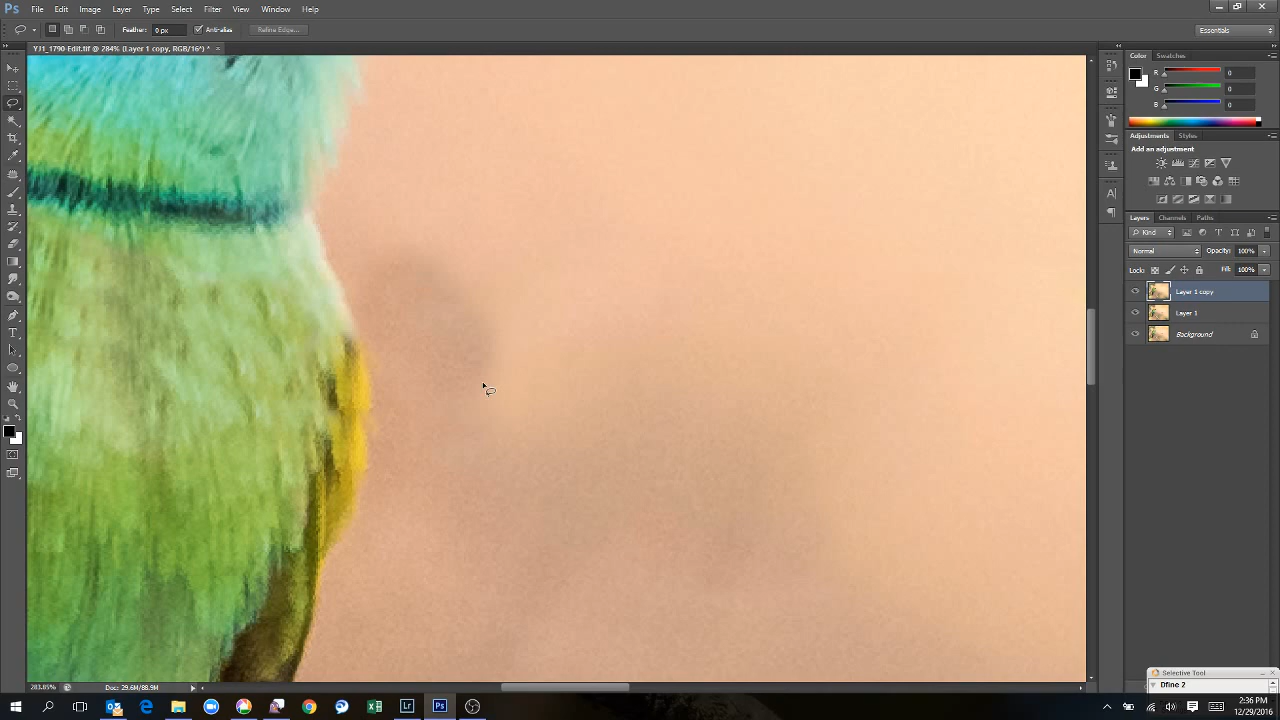 Ps File Edit Image Layer Type Select Filter View Window Help
Feather: 0 px Anti-alias Refine Edge... Essentials
YJ1_1790-Edit.tif @ 284% (Layer 1 copy, RGB/16*) * ×
Color Swatches
R 0
G 0
B 0
Adjustments Styles
Add an adjustment
Layers Channels Paths
Kind
Normal Opacity: 100%
Lock: Fill: 100%
Layer 1 copy
Layer 1
Background
283.85% Doc: 29.6M/88.9M
Selective Tool
Dfine 2
Lr Ps
2:36 PM
12/29/2016